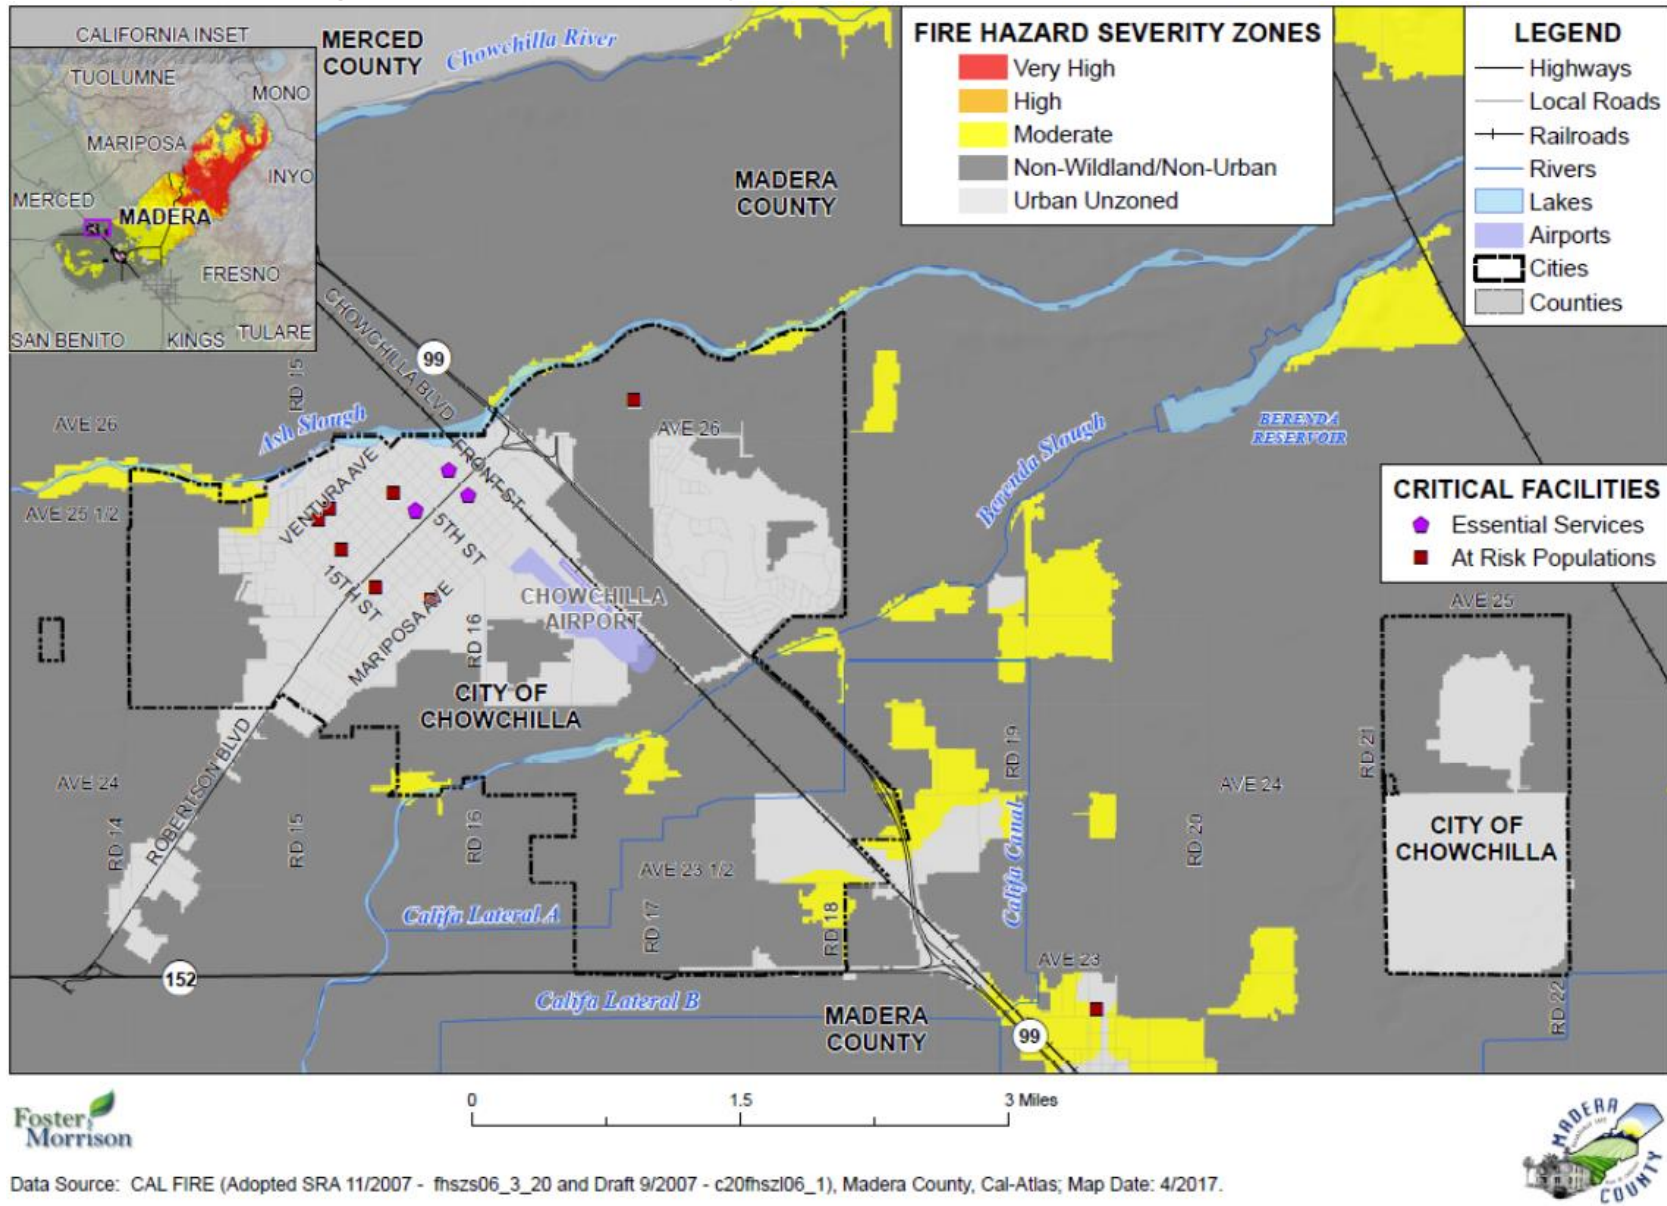 CALIFORNIA INSET
TUOLUMNE
MONO
MARIPOSA
INYO
MERCED
MADERA
FRESNO
SAN BENITO
KINGS
TULARE
MERCED
COUNTY
Chowchilla River
FIRE HAZARD SEVERITY ZONES
Very High
High
Moderate
Non-Wildland/Non-Urban
Urban Unzoned
LEGEND
Highways
Local Roads
Railroads
Rivers
Lakes
Airports
Cities
Counties
MADERA
COUNTY
CHOWCHILLA BLVD
99
RD 15
AVE 26
Ash Slough
AVE 26
BERENDA
RESERVOIR
Berenda Slough
FRONT ST
VENTURA AVE
AVE 25 1/2
5TH ST
15TH ST
MARIPOSA AVE
RD 16
CHOWCHILLA
AIRPORT
CRITICAL FACILITIES
Essential Services
At Risk Populations
AVE 25
CITY OF
CHOWCHILLA
ROBERTSON BLVD
AVE 24
RD 14
RD 15
RD 16
RD 19
AVE 24
RD 21
RD 20
CITY OF
CHOWCHILLA
AVE 23 1/2
Califa Canal
Califa Lateral A
RD 17
RD 18
AVE 23
152
Califa Lateral B
RD 22
MADERA
COUNTY
99
Foster
Morrison
0
1.5
3 Miles
MADERA
COUNTY
Data Source: CAL FIRE (Adopted SRA 11/2007 - fhszs06_3_20 and Draft 9/2007 - c20fhszl06_1), Madera County, Cal-Atlas; Map Date: 4/2017.